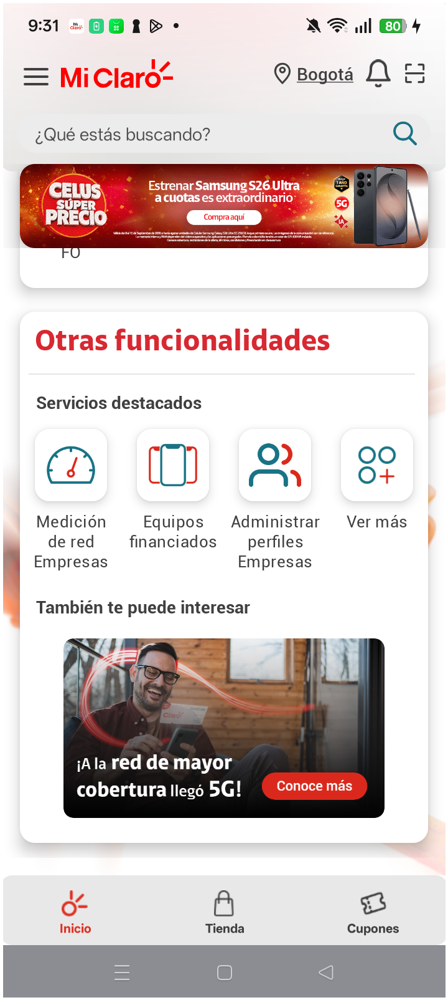 9:31
80
Mi Claro
Bogotá
¿Qué estás buscando?
CELUS
SÚPER
PRECIO
Estrenar Samsung S26 Ultra
a cuotas es extraordinario
Compra aquí
1 AÑO
GARANTÍA
5G
IA
FO
Otras funcionalidades
Servicios destacados
Medición
de red
Empresas
Equipos
financiados
Administrar
perfiles
Empresas
Ver más
También te puede interesar
Claro
¡A la red de mayor
cobertura llegó 5G!
Conoce más
Inicio
Tienda
Cupones